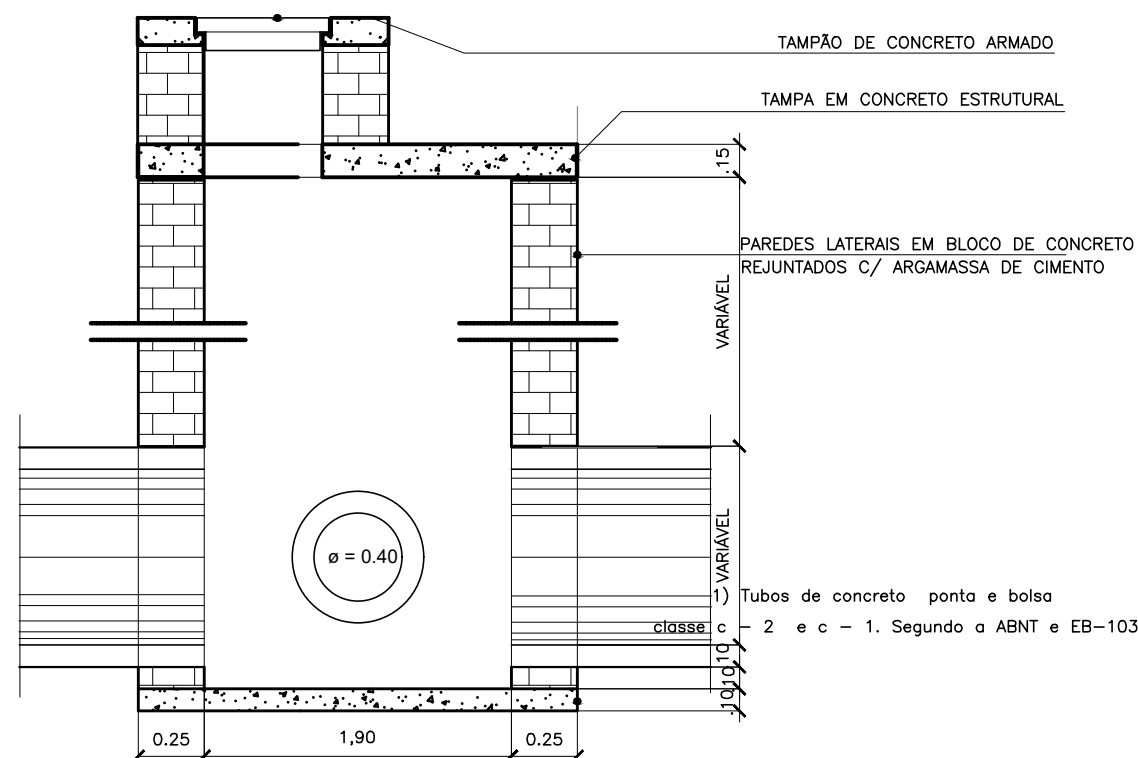 TAMPÃO DE CONCRETO ARMADO
TAMPA EM CONCRETO ESTRUTURAL
.15
PAREDES LATERAIS EM BLOCO DE CONCRETO
REJUNTADOS C/ ARGAMASSA DE CIMENTO
VARIÁVEL
VARIÁVEL
ø = 0.40
1) Tubos de concreto ponta e bolsa
classe c - 2 e c - 1. Segundo a ABNT e EB-103
.10
.10
.10
0.25
1,90
0.25